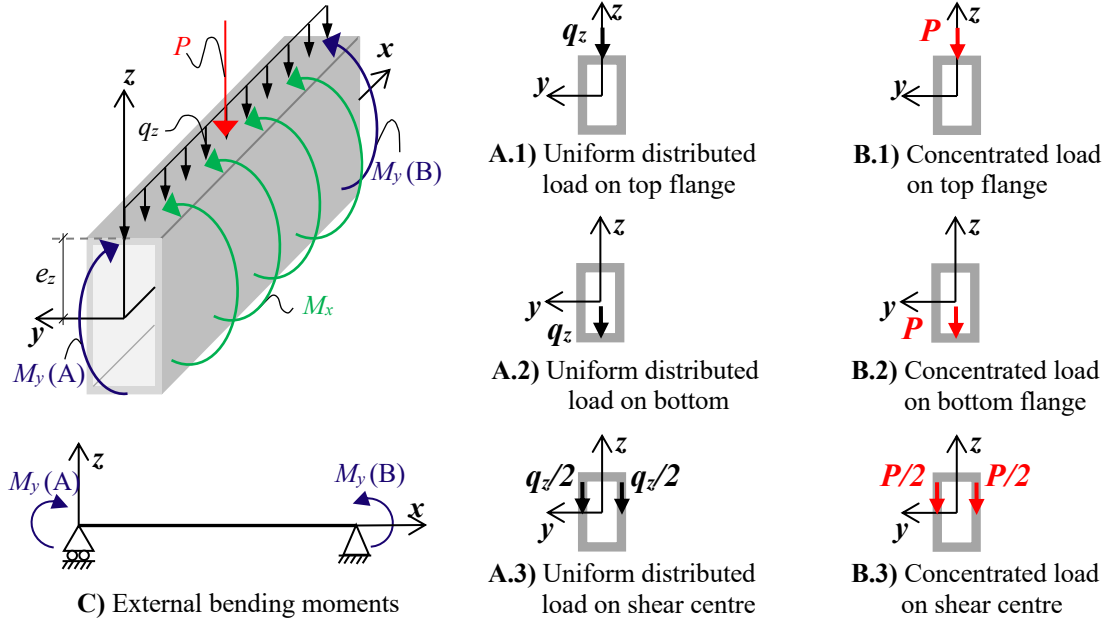 P
x
z
q_z
M_y (B)
e_z
M_x
y
M_y (A)
M_y (A)
z
M_y (B)
x
C) External bending moments
z
q_z
y
A.1) Uniform distributed
load on top flange
z
P
y
B.1) Concentrated load
on top flange
z
y
q_z
A.2) Uniform distributed
load on bottom
z
y
P
B.2) Concentrated load
on bottom flange
z
q_z/2 q_z/2
y
A.3) Uniform distributed
load on shear centre
z
P/2 P/2
y
B.3) Concentrated load
on shear centre